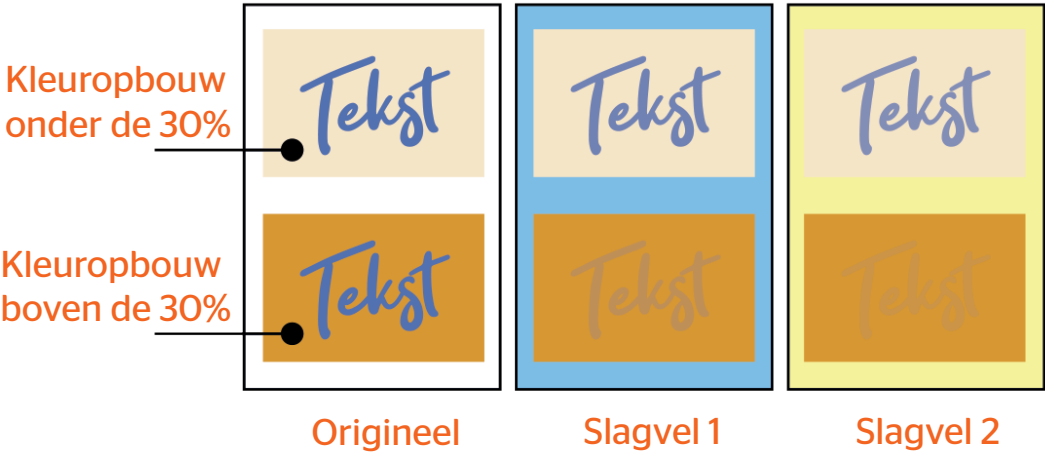 Kleuropbouw
onder de 30%
Tekst
Tekst
Tekst
Kleuropbouw
boven de 30%
Tekst
Tekst
Tekst
Origineel
Slagvel 1
Slagvel 2